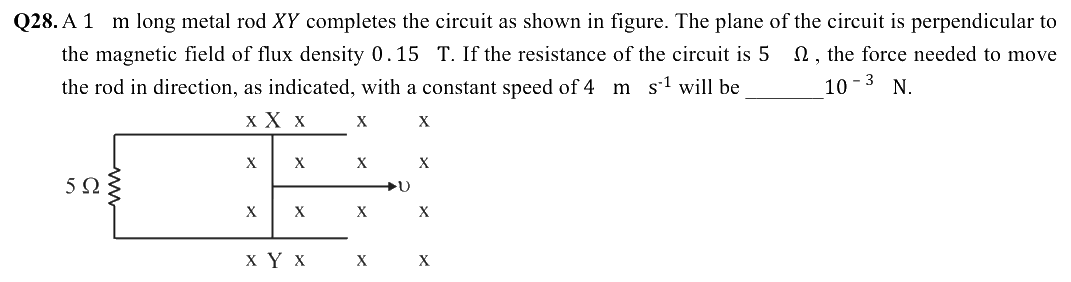 Q28. A 1 m long metal rod XY completes the circuit as shown in figure. The plane of the circuit is perpendicular to
the magnetic field of flux density 0.15 T. If the resistance of the circuit is 5 Ω, the force needed to move
the rod in direction, as indicated, with a constant speed of 4 m s⁻¹ will be _______10⁻³ N.
x X x x x
x x x x
5 Ω
υ
x x x x
x Y x x x